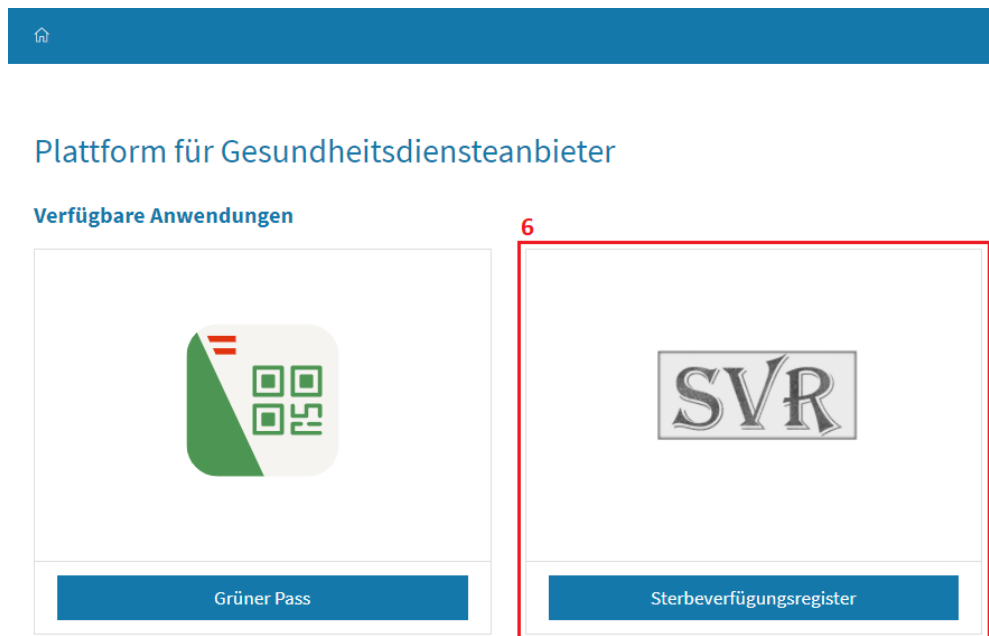 Plattform für Gesundheitsdiensteanbieter
Verfügbare Anwendungen
6
SVR
Grüner Pass
Sterbeverfügungsregister